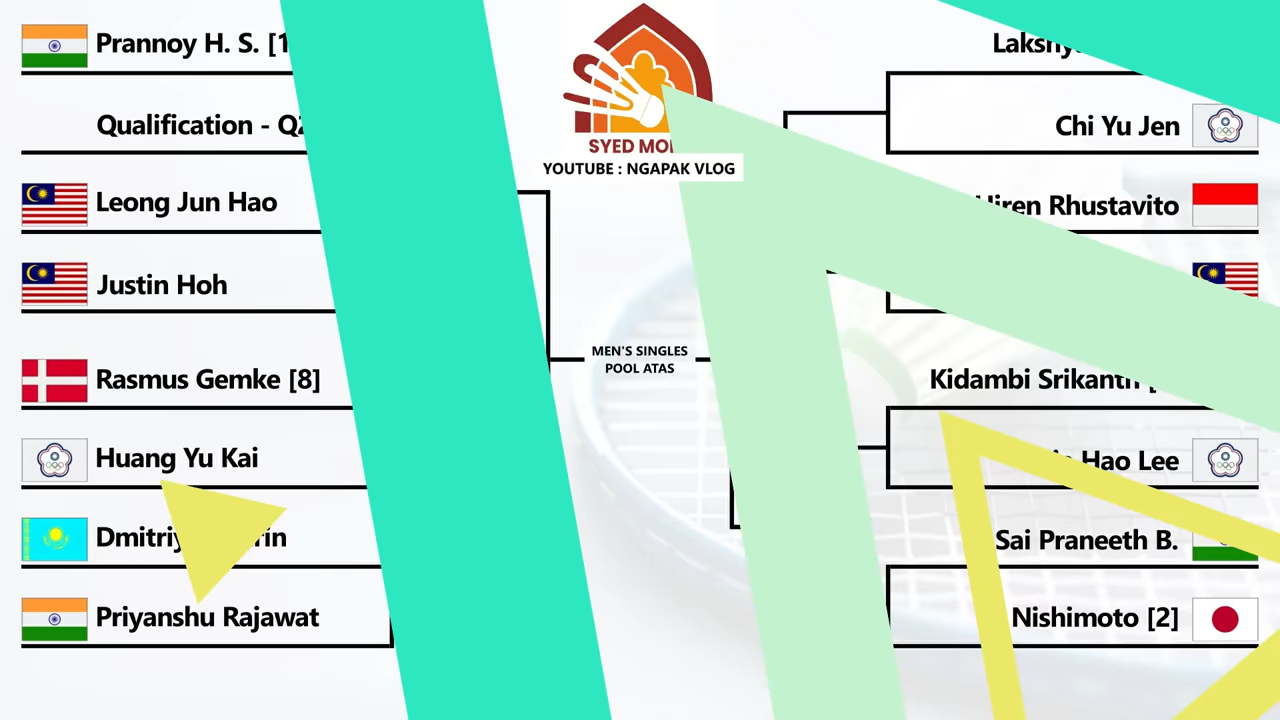 Prannoy H. S. [1
Qualification - Q2
Leong Jun Hao
Justin Hoh
Rasmus Gemke [8]
Huang Yu Kai
Priyanshu Rajawat
SYED MO
YOUTUBE : NGAPAK VLOG
MEN'S SINGLES
POOL ATAS
Chi Yu Jen
Rhustavito
Kidambi Srikanth [
Hao Lee
Sai Praneeth B.
Nishimoto [2]